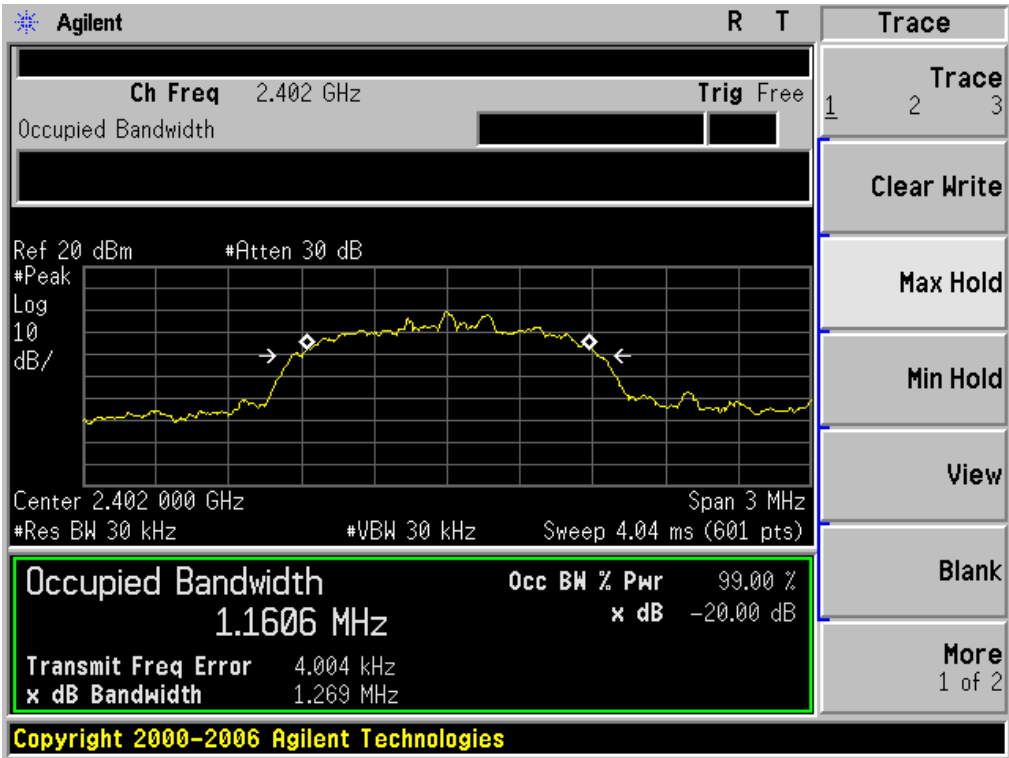 Agilent R T Trace
Ch Freq 2.402 GHz Trig Free
Occupied Bandwidth
Trace
1 2 3
Clear Write
Max Hold
Min Hold
View
Blank
More
1 of 2
Ref 20 dBm #Atten 30 dB
#Peak
Log
10
dB/
Center 2.402 000 GHz Span 3 MHz
#Res BW 30 kHz #VBW 30 kHz Sweep 4.04 ms (601 pts)
Occupied Bandwidth Occ BW % Pwr 99.00 %
1.1606 MHz x dB -20.00 dB
Transmit Freq Error 4.004 kHz
x dB Bandwidth 1.269 MHz
Copyright 2000-2006 Agilent Technologies